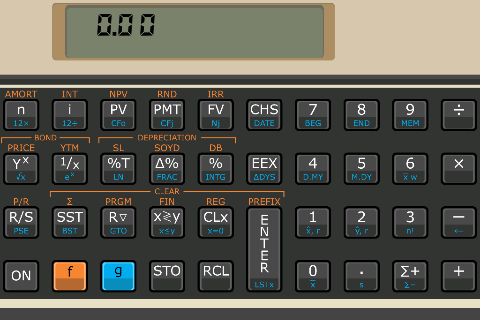 0.00
AMORT INT NPV RND IRR
n i PV PMT FV CHS 7 8 9 ÷
12× 12÷ CFo CFj Nj DATE BEG END MEM
BOND DEPRECIATION
PRICE YTM SL SOYD DB
Yˣ 1/x %T Δ% % EEX 4 5 6 ×
√x eˣ LN FRAC INTG ΔDYS D.MY M.DY x̄ w
CLEAR
P/R Σ PRGM FIN REG PREFIX
R/S SST R▽ x≷y CLx ENTER 1 2 3 −
PSE BST GTO x≤y x=0 x̂, r ŷ, r n! ←
ON f g STO RCL 0 . Σ+ +
LSTx x̄ s Σ−